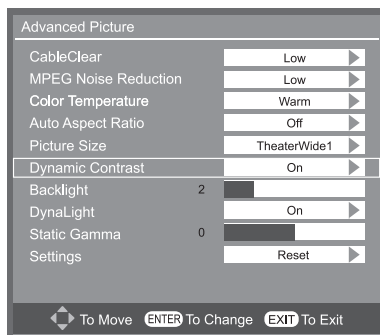 Advanced Picture
CableClear Low
MPEG Noise Reduction Low
Color Temperature Warm
Auto Aspect Ratio Off
Picture Size TheaterWide1
Dynamic Contrast On
Backlight 2
DynaLight On
Static Gamma 0
Settings Reset
To Move ENTER To Change EXIT To Exit